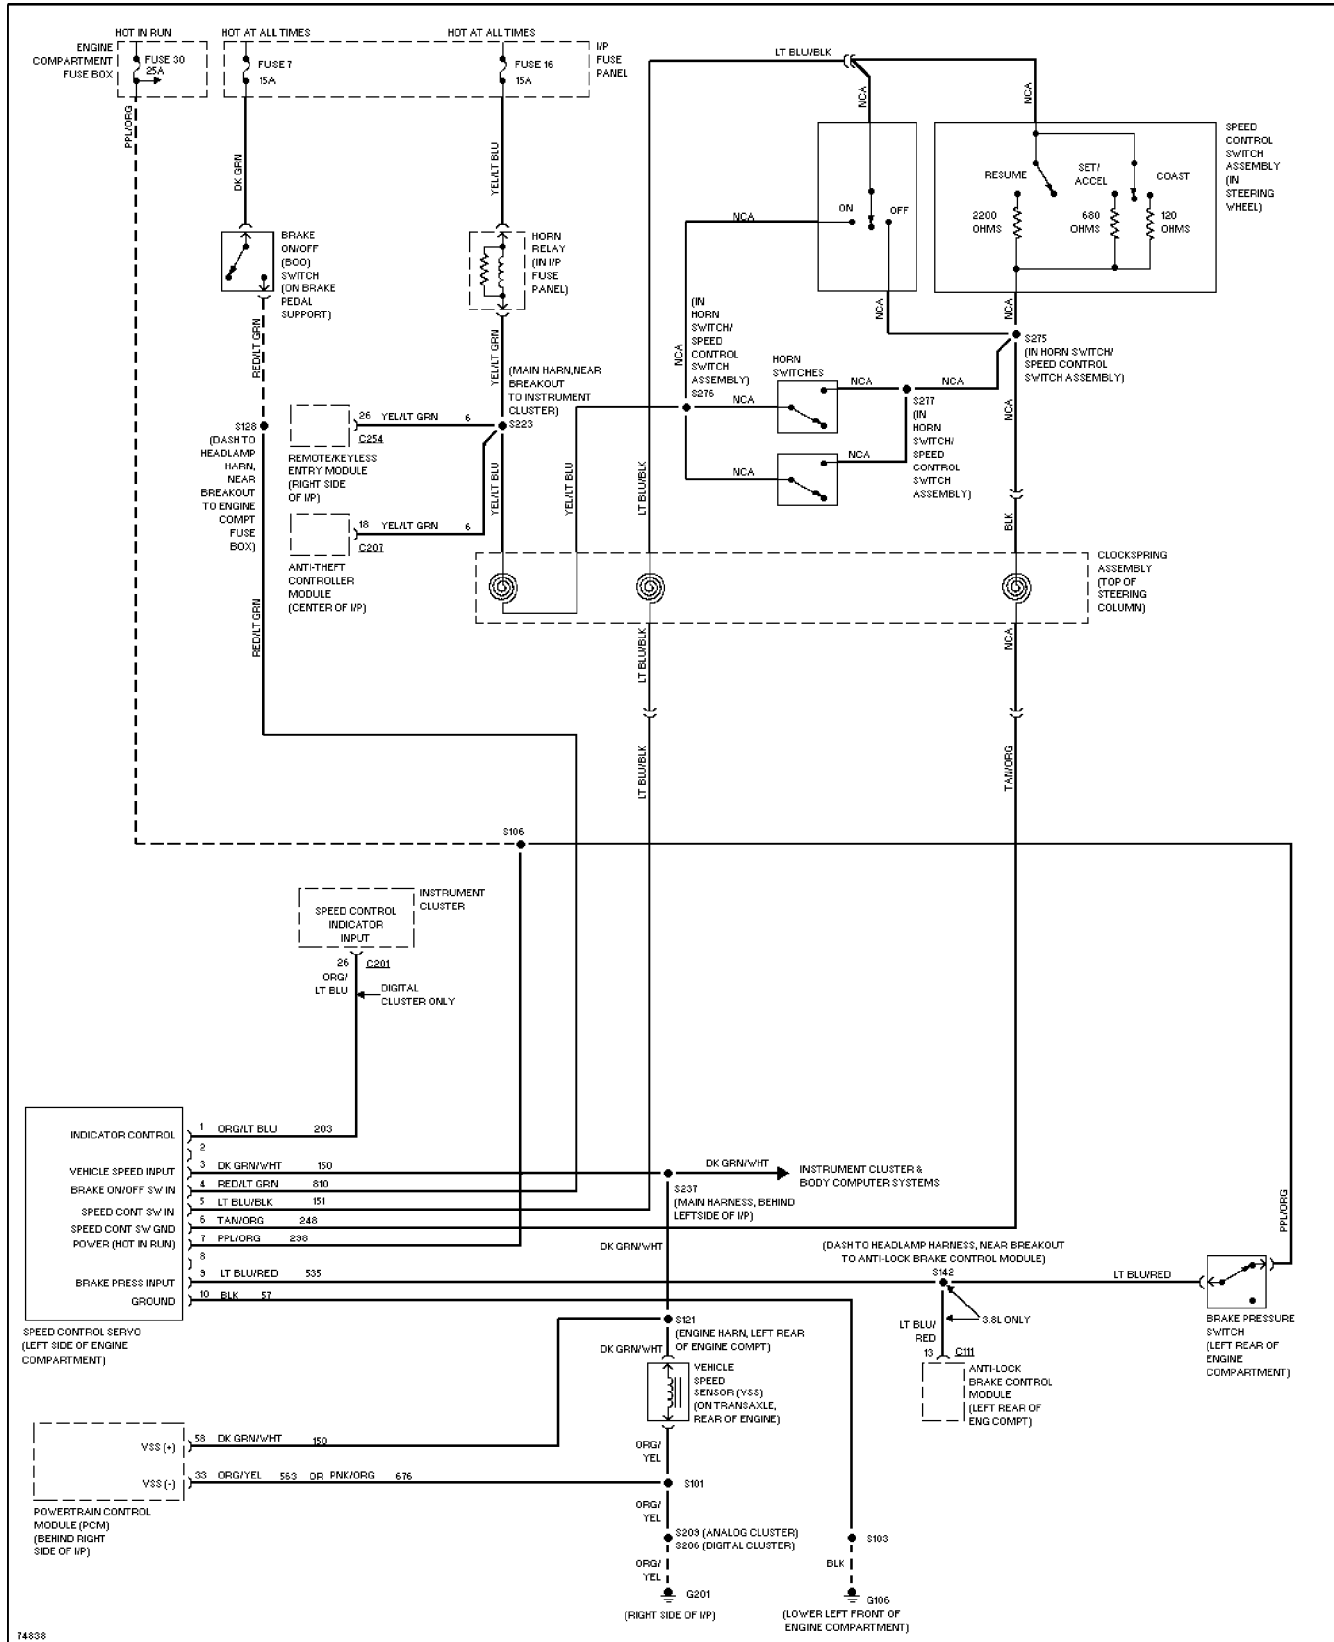 HOT IN RUN
HOT AT ALL TIMES
HOT AT ALL TIMES
ENGINE
COMPARTMENT
FUSE BOX
FUSE 30
25A
FUSE 7
15A
FUSE 16
15A
I/P
FUSE
PANEL
LT BLU/BLK
NCA
NCA
PPL/ORG
DK GRN
YEL/LT BLU
SPEED
CONTROL
SWITCH
ASSEMBLY
(IN
STEERING
WHEEL)
RESUME
SET/
ACCEL
COAST
2200
OHMS
680
OHMS
120
OHMS
ON
OFF
NCA
BRAKE
ON/OFF
(BOO)
SWITCH
(ON BRAKE
PEDAL
SUPPORT)
HORN
RELAY
(IN I/P
FUSE
PANEL)
NCA
NCA
(IN
HORN
SWITCH/
SPEED
CONTROL
SWITCH
ASSEMBLY)
S276
NCA
RED/LT GRN
YEL/LT GRN
(MAIN HARN,NEAR
BREAKOUT
TO INSTRUMENT
CLUSTER)
S223
S275
(IN HORN SWITCH/
SPEED CONTROL
SWITCH ASSEMBLY)
HORN
SWITCHES
NCA
NCA
NCA
NCA
S277
(IN
HORN
SWITCH/
SPEED
CONTROL
SWITCH
ASSEMBLY)
NCA
NCA
NCA
S128
(DASH TO
HEADLAMP
HARN,
NEAR
BREAKOUT
TO ENGINE
COMPT
FUSE
BOX)
26 YEL/LT GRN 6
C254
REMOTE/KEYLESS
ENTRY MODULE
(RIGHT SIDE
OF I/P)
18 YEL/LT GRN 6
C207
ANTI-THEFT
CONTROLLER
MODULE
(CENTER OF I/P)
YEL/LT BLU
YEL/LT BLU
LT BLU/BLK
BLK
CLOCKSPRING
ASSEMBLY
(TOP OF
STEERING
COLUMN)
RED/LT GRN
LT BLU/BLK
NCA
LT BLU/BLK
TAN/ORG
S106
INSTRUMENT
CLUSTER
SPEED CONTROL
INDICATOR
INPUT
26 C201
ORG/
LT BLU
DIGITAL
CLUSTER ONLY
INDICATOR CONTROL
1 ORG/LT BLU 203
2
VEHICLE SPEED INPUT
3 DK GRN/WHT 150
BRAKE ON/OFF SW IN
4 RED/LT GRN 810
SPEED CONT SW IN
5 LT BLU/BLK 151
SPEED CONT SW GND
6 TAN/ORG 248
POWER (HOT IN RUN)
7 PPL/ORG 298
8
BRAKE PRESS INPUT
9 LT BLU/RED 535
GROUND
10 BLK 57
SPEED CONTROL SERVO
(LEFT SIDE OF ENGINE
COMPARTMENT)
DK GRN/WHT
INSTRUMENT CLUSTER &
BODY COMPUTER SYSTEMS
S237
(MAIN HARNESS, BEHIND
LEFTSIDE OF I/P)
DK GRN/WHT
PPL/ORG
(DASH TO HEADLAMP HARNESS, NEAR BREAKOUT
TO ANTI-LOCK BRAKE CONTROL MODULE)
S142
LT BLU/RED
LT BLU/
RED
3.8L ONLY
13 C111
ANTI-LOCK
BRAKE CONTROL
MODULE
(LEFT REAR OF
ENG COMPT)
BRAKE PRESSURE
SWITCH
(LEFT REAR OF
ENGINE
COMPARTMENT)
S121
(ENGINE HARN, LEFT REAR
OF ENGINE COMPT)
DK GRN/WHT
VEHICLE
SPEED
SENSOR (VSS)
(ON TRANSAXLE,
REAR OF ENGINE)
VSS (+)
58 DK GRN/WHT 150
VSS (-)
33 ORG/YEL 563 OR PNK/ORG 676
POWERTRAIN CONTROL
MODULE (PCM)
(BEHIND RIGHT
SIDE OF I/P)
ORG/
YEL
S101
ORG/
YEL
S209 (ANALOG CLUSTER)
S206 (DIGITAL CLUSTER)
ORG/
YEL
G201
(RIGHT SIDE OF I/P)
S103
BLK
G106
(LOWER LEFT FRONT OF
ENGINE COMPARTMENT)
74838